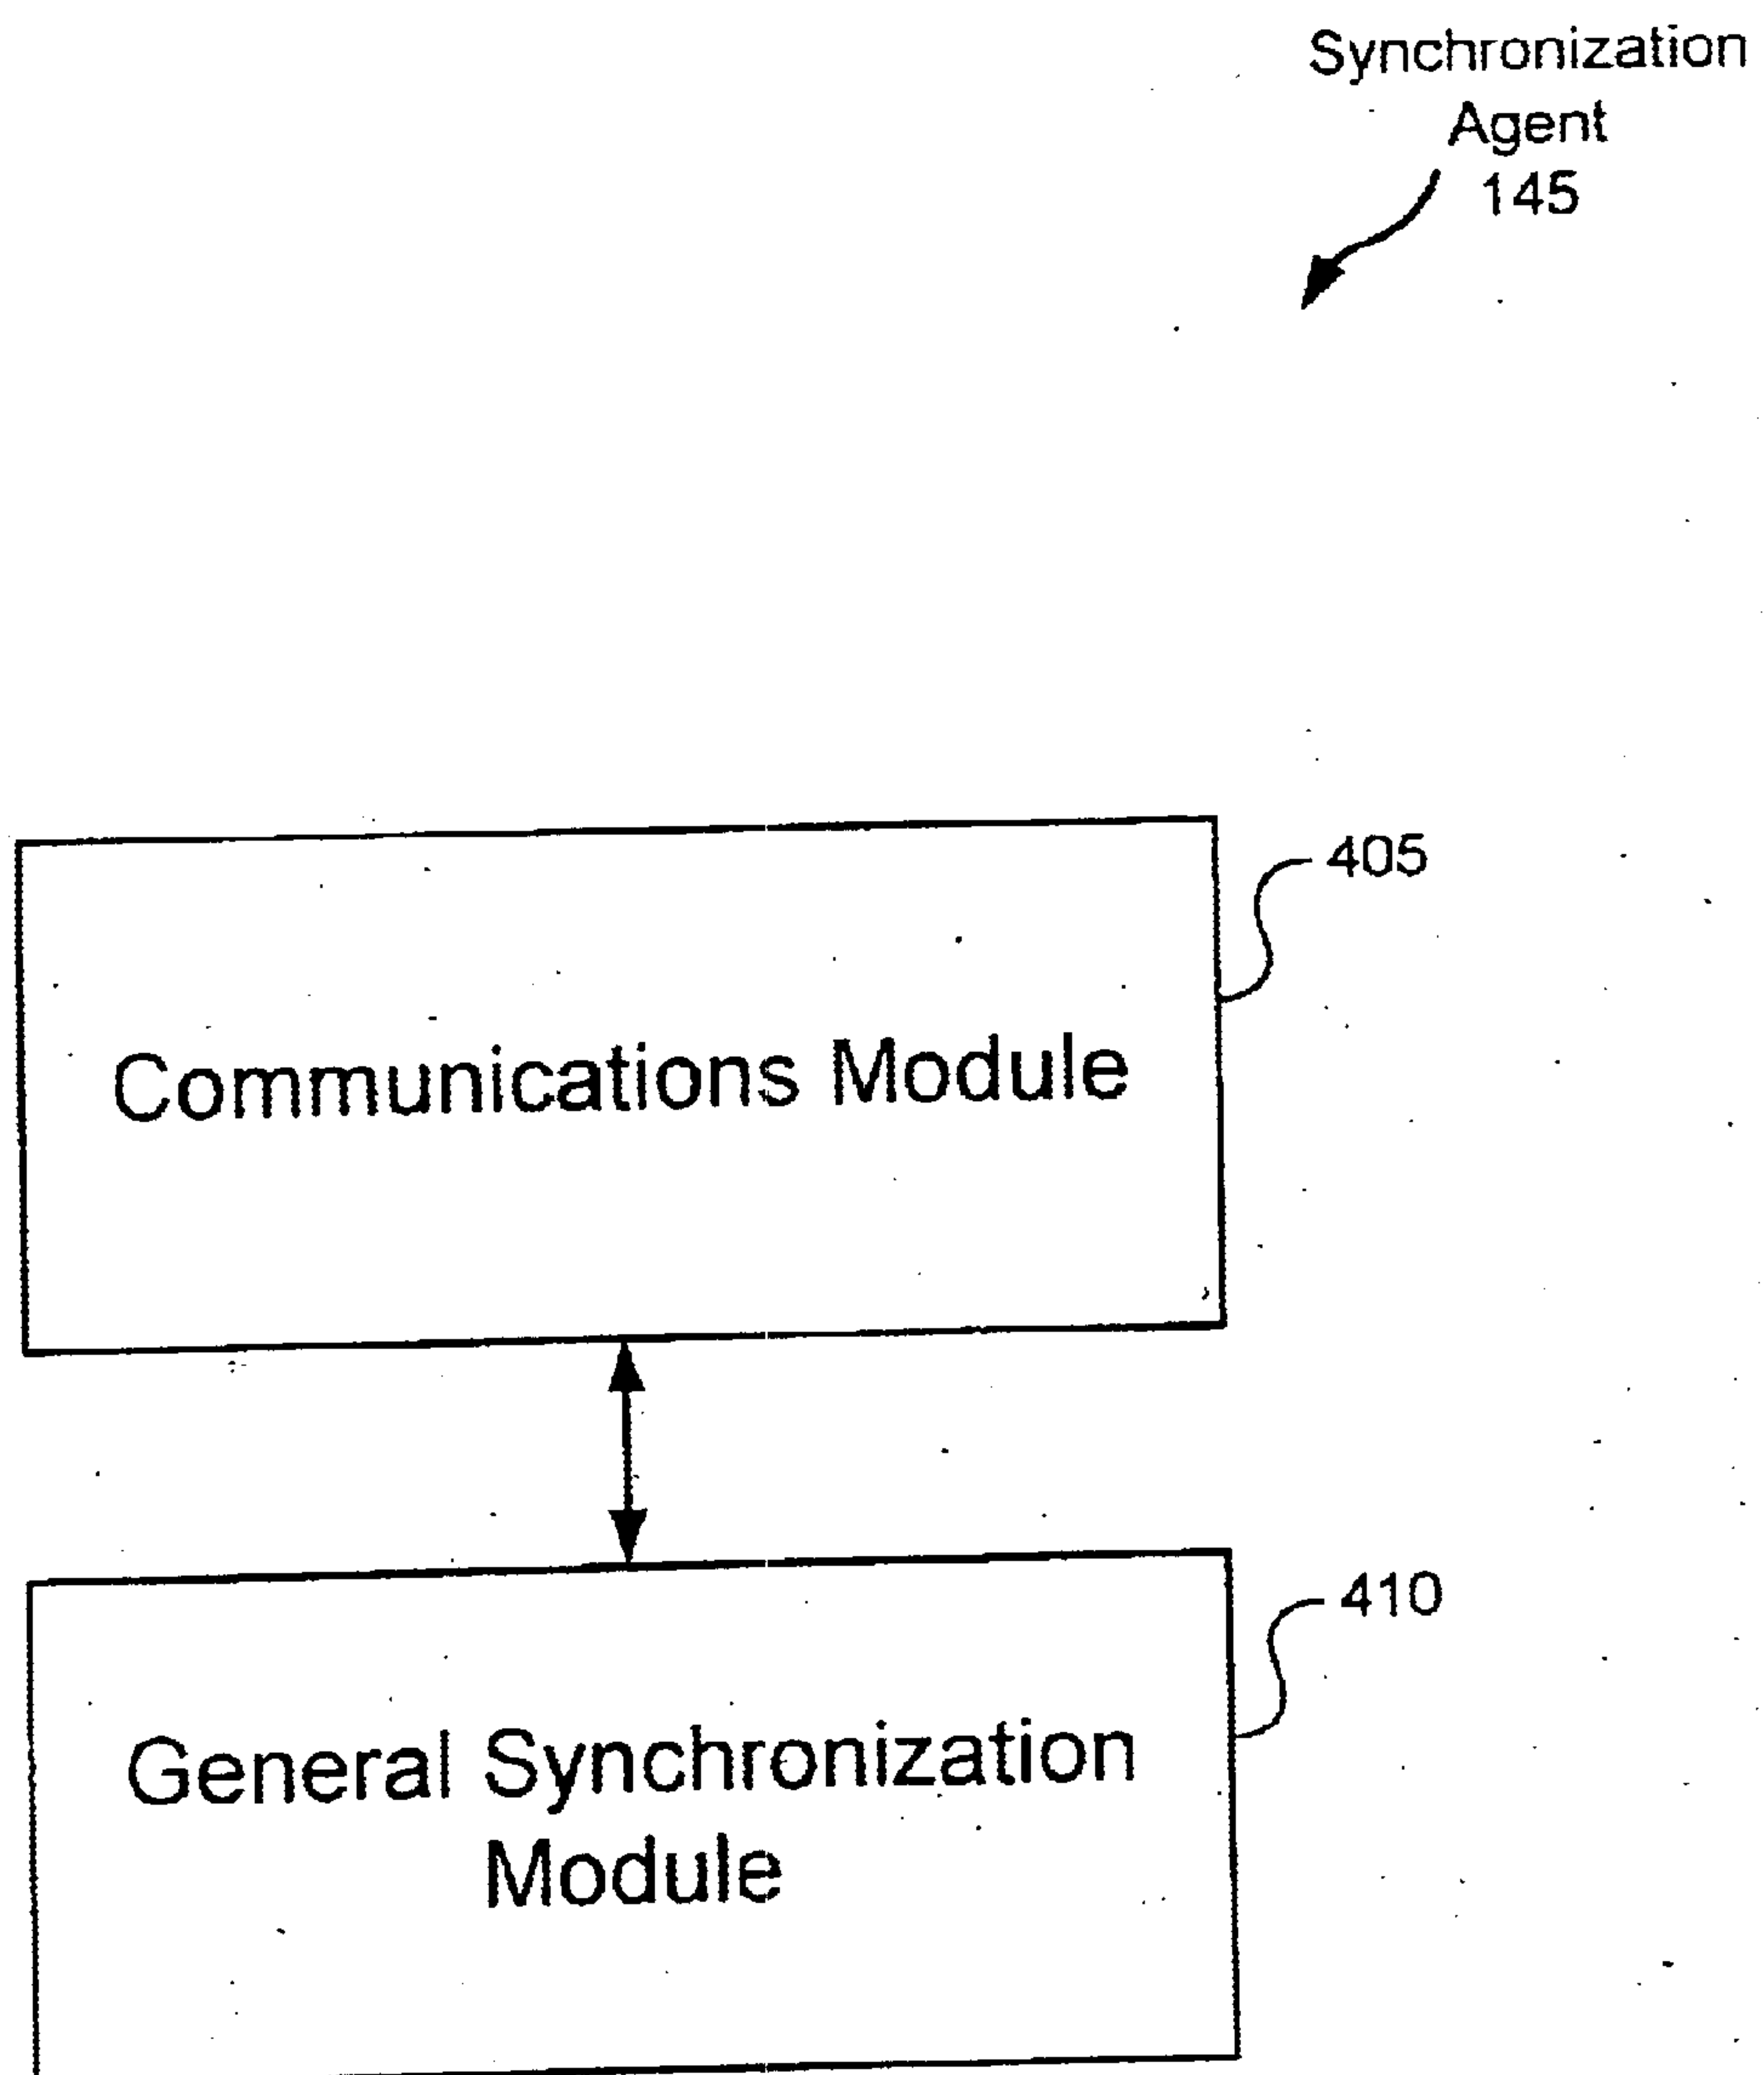 Synchronization
Agent
145
405
Communications Module
410
General Synchronization
Module